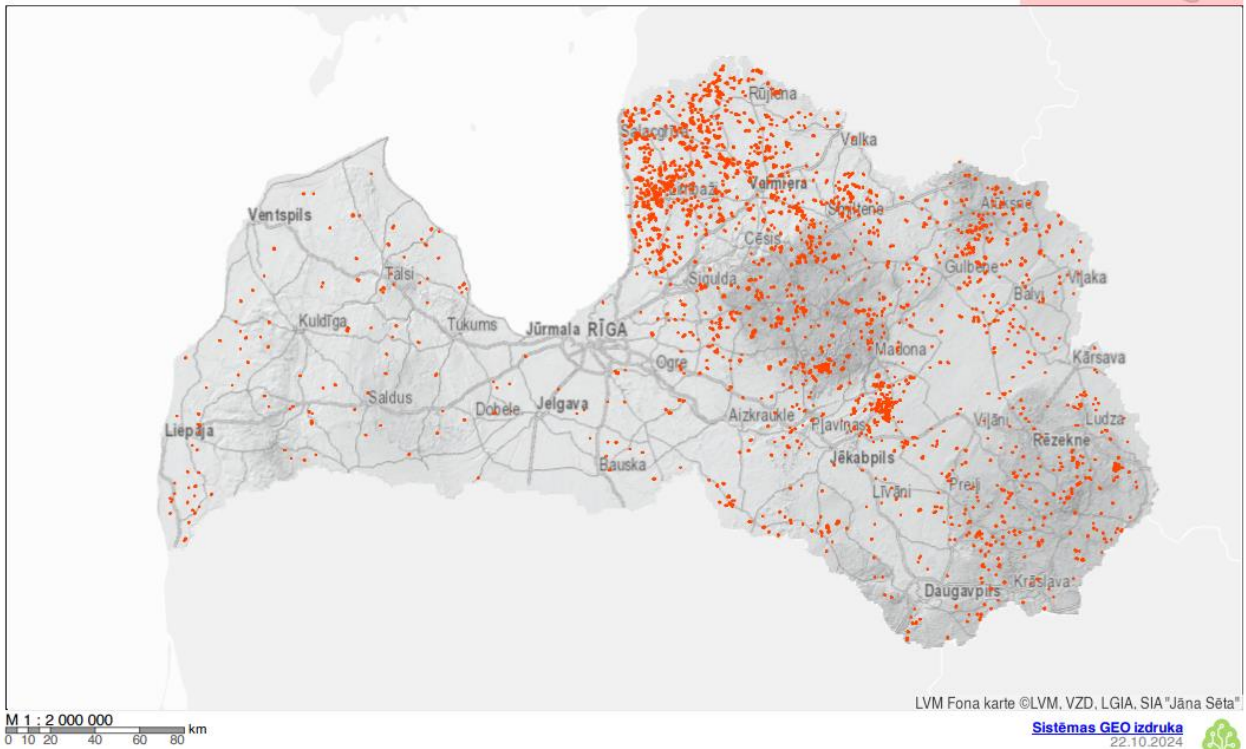 Rūjiena
Salacgrīva
Valka
Limbaži
Valmiera
Smiltene
Alūksne
Ventspils
Cēsis
Talsi
Sigulda
Gulbene
Viļaka
Balvi
Kuldīga
Tukums
Jūrmala
RĪGA
Ogre
Madona
Kārsava
Saldus
Dobele
Jelgava
Aizkraukle
Pļaviņas
Viļāni
Ludza
Liepāja
Rēzekne
Bauska
Jēkabpils
Līvāni
Preiļi
Daugavpils
Krāslava
LVM Fona karte ©LVM, VZD, LGIA, SIA "Jāna Sēta"
M 1 : 2 000 000
km
0 10 20 40 60 80
Sistēmas GEO izdruka
22.10.2024